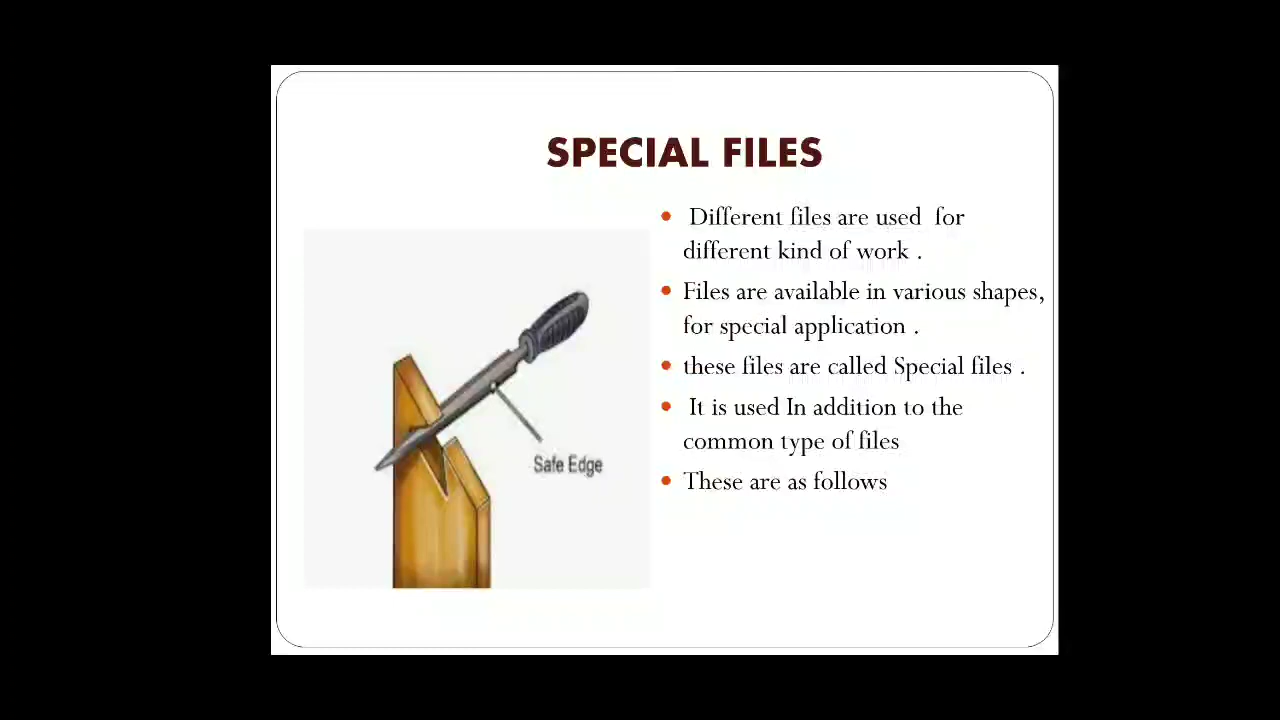 SPECIAL FILES
Different files are used for
different kind of work .
Files are available in various shapes,
for special application .
these files are called Special files .
It is used In addition to the
common type of files
These are as follows
Safe Edge